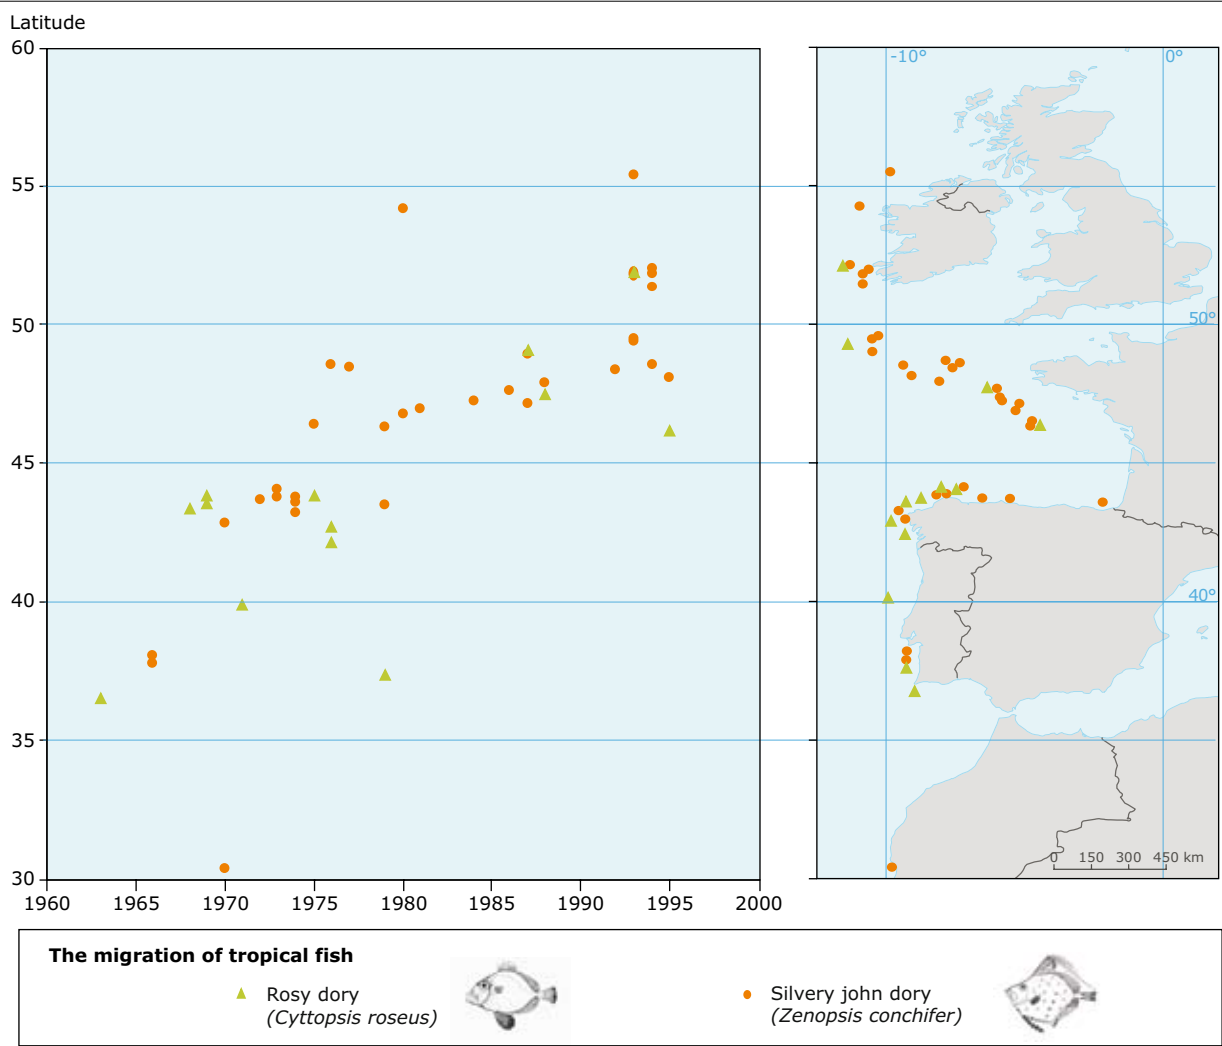 Latitude
60
55
50
45
40
35
30
1960 1965 1970 1975 1980 1985 1990 1995 2000
-10° 0°
50°
40°
0 150 300 450 km
The migration of tropical fish
Rosy dory
(Cyttopsis roseus)
Silvery john dory
(Zenopsis conchifer)